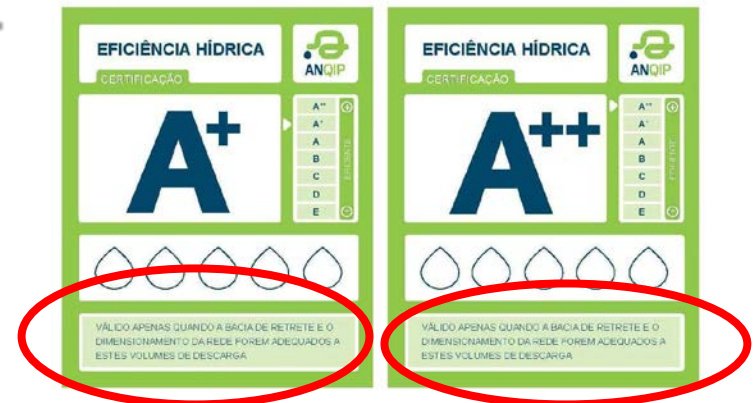 EFICIÊNCIA HÍDRICA
CERTIFICAÇÃO
ANQIP
A+
A++
A+
A
B
C
D
E
EFICIENTE
VÁLIDO APENAS QUANDO A BACIA DE RETRETE E O
DIMENSIONAMENTO DA REDE FOREM ADEQUADOS A
ESTES VOLUMES DE DESCARGA
EFICIÊNCIA HÍDRICA
CERTIFICAÇÃO
ANQIP
A++
A++
A+
A
B
C
D
E
EFICIENTE
VÁLIDO APENAS QUANDO A BACIA DE RETRETE E O
DIMENSIONAMENTO DA REDE FOREM ADEQUADOS A
ESTES VOLUMES DE DESCARGA